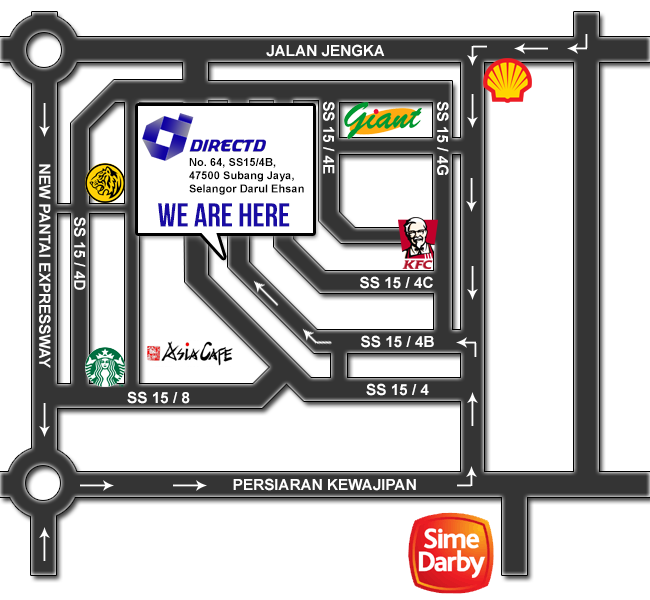 JALAN JENGKA
DIRECTD
No. 64, SS15/4B,
47500 Subang Jaya,
Selangor Darul Ehsan
WE ARE HERE
SS 15 / 4E
Giant
SS 15 / 4G
NEW PANTAI EXPRESSWAY
SS 15 / 4D
KFC
SS 15 / 4C
ASIA CAFE
SS 15 / 4B
SS 15 / 4
SS 15 / 8
PERSIARAN KEWAJIPAN
Sime
Darby